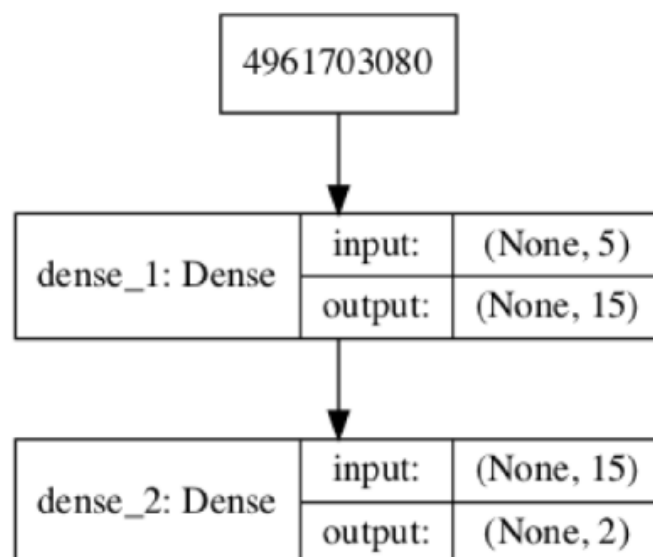 4961703080
dense_1: Dense
input:
(None, 5)
output:
(None, 15)
dense_2: Dense
input:
(None, 15)
output:
(None, 2)